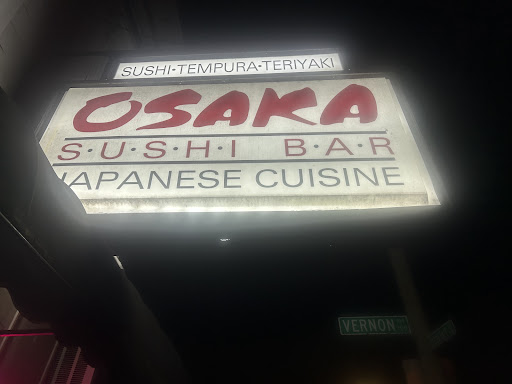 SUSHI·TEMPURA·TERIYAKI
OSAKA
S·U·S·H·I B·A·R
JAPANESE CUISINE
VERNON